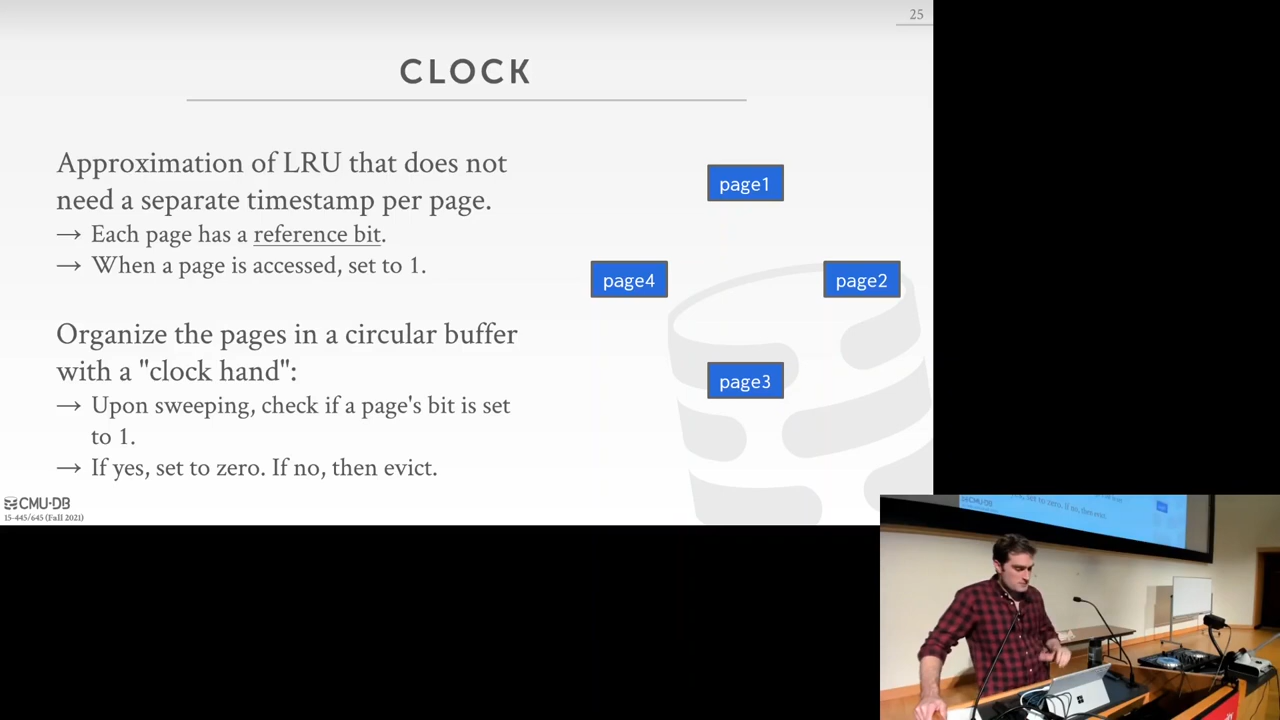 25
CLOCK
Approximation of LRU that does not
need a separate timestamp per page.
→ Each page has a reference bit.
→ When a page is accessed, set to 1.
Organize the pages in a circular buffer
with a "clock hand":
→ Upon sweeping, check if a page's bit is set
to 1.
→ If yes, set to zero. If no, then evict.
page1
page4
page2
page3
CMU·DB
15-445/645 (Fall 2021)